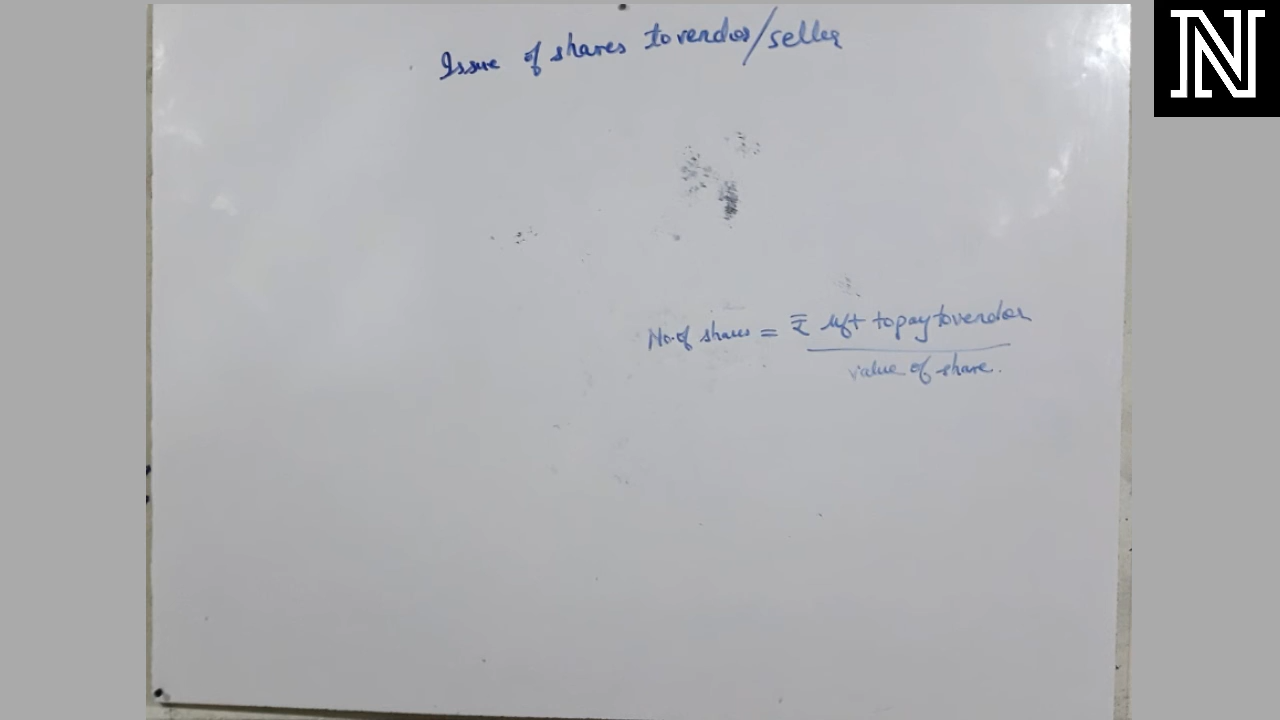 N
Issue of shares to vendor/seller
No. of shares = ₹ left to pay to vendor
value of share.